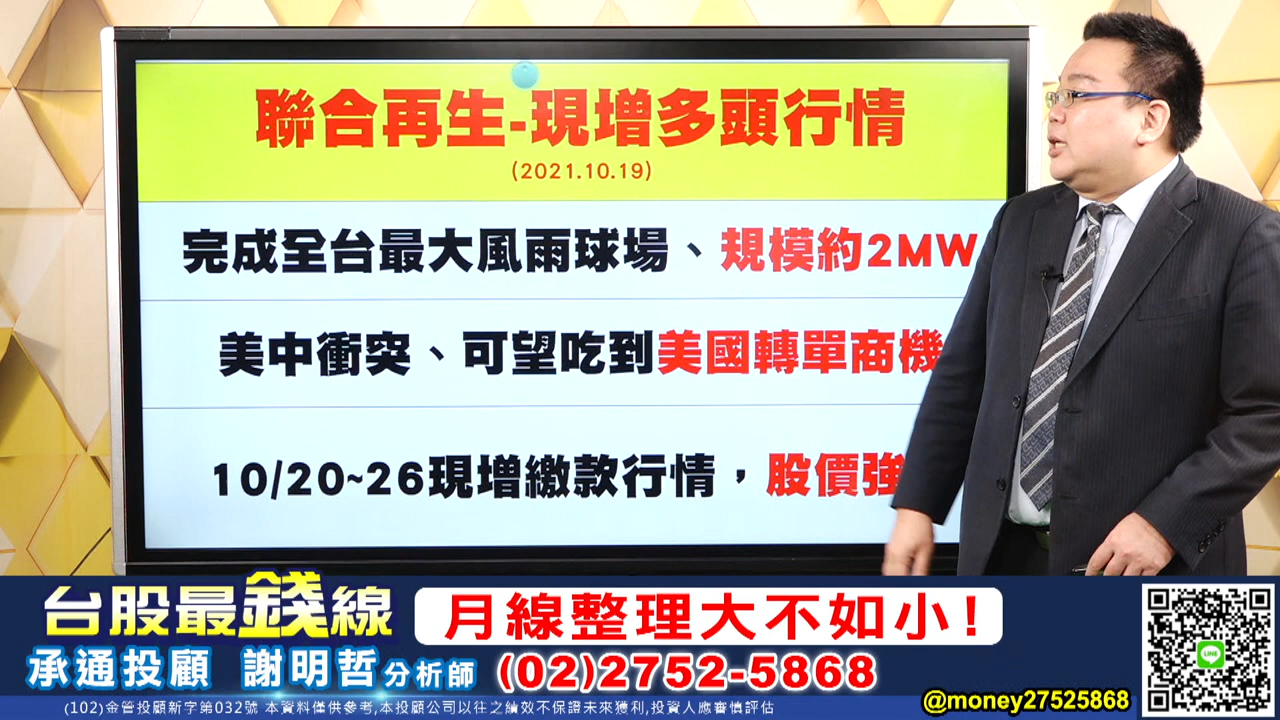 聯合再生-現增多頭行情
(2021.10.19)
完成全台最大風雨球場、規模約2MW
美中衝突、可望吃到美國轉單商機
10/20~26現增繳款行情，股價強
台股最錢線
月線整理大不如小！
承通投顧 謝明哲分析師 (02)2752-5868
(102)金管投顧新字第032號 本資料僅供參考,本投顧公司以往之績效不保證未來獲利,投資人應審慎評估
@money27525868
LINE